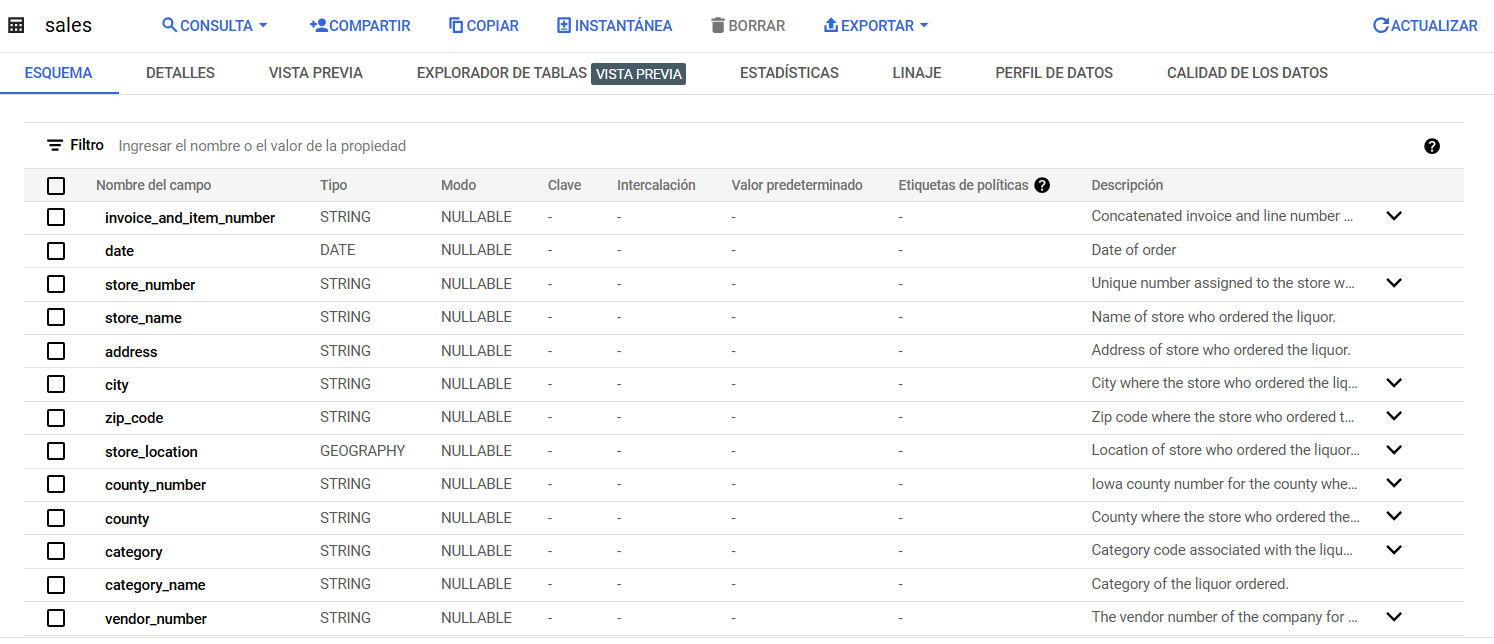 sales CONSULTA COMPARTIR COPIAR INSTANTÁNEA BORRAR EXPORTAR ACTUALIZAR
ESQUEMA DETALLES VISTA PREVIA EXPLORADOR DE TABLAS VISTA PREVIA ESTADÍSTICAS LINAJE PERFIL DE DATOS CALIDAD DE LOS DATOS
Filtro Ingresar el nombre o el valor de la propiedad ?
Nombre del campo Tipo Modo Clave Intercalación Valor predeterminado Etiquetas de políticas ? Descripción
invoice_and_item_number STRING NULLABLE - - - - Concatenated invoice and line number ...
date DATE NULLABLE - - - - Date of order
store_number STRING NULLABLE - - - - Unique number assigned to the store w...
store_name STRING NULLABLE - - - - Name of store who ordered the liquor.
address STRING NULLABLE - - - - Address of store who ordered the liquor.
city STRING NULLABLE - - - - City where the store who ordered the liq...
zip_code STRING NULLABLE - - - - Zip code where the store who ordered t...
store_location GEOGRAPHY NULLABLE - - - - Location of store who ordered the liquor...
county_number STRING NULLABLE - - - - Iowa county number for the county whe...
county STRING NULLABLE - - - - County where the store who ordered the...
category STRING NULLABLE - - - - Category code associated with the liqu...
category_name STRING NULLABLE - - - - Category of the liquor ordered.
vendor_number STRING NULLABLE - - - - The vendor number of the company for ...